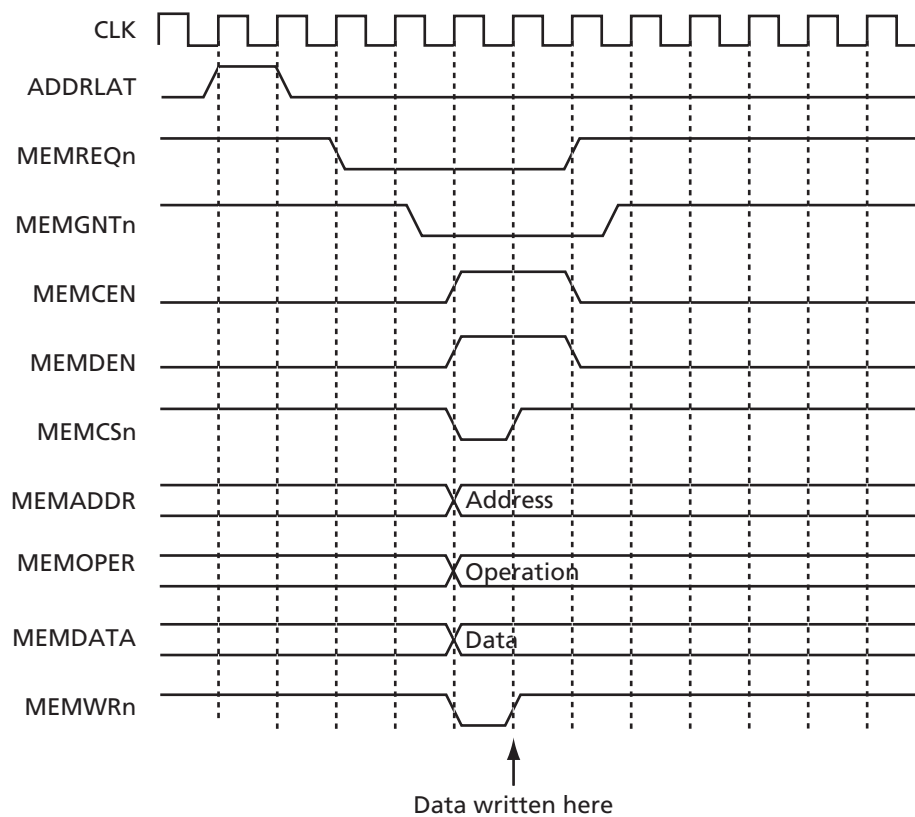 CLK
ADDRLAT
MEMREQn
MEMGNTn
MEMCEN
MEMDEN
MEMCSn
MEMADDR Address
MEMOPER Operation
MEMDATA Data
MEMWRn
Data written here